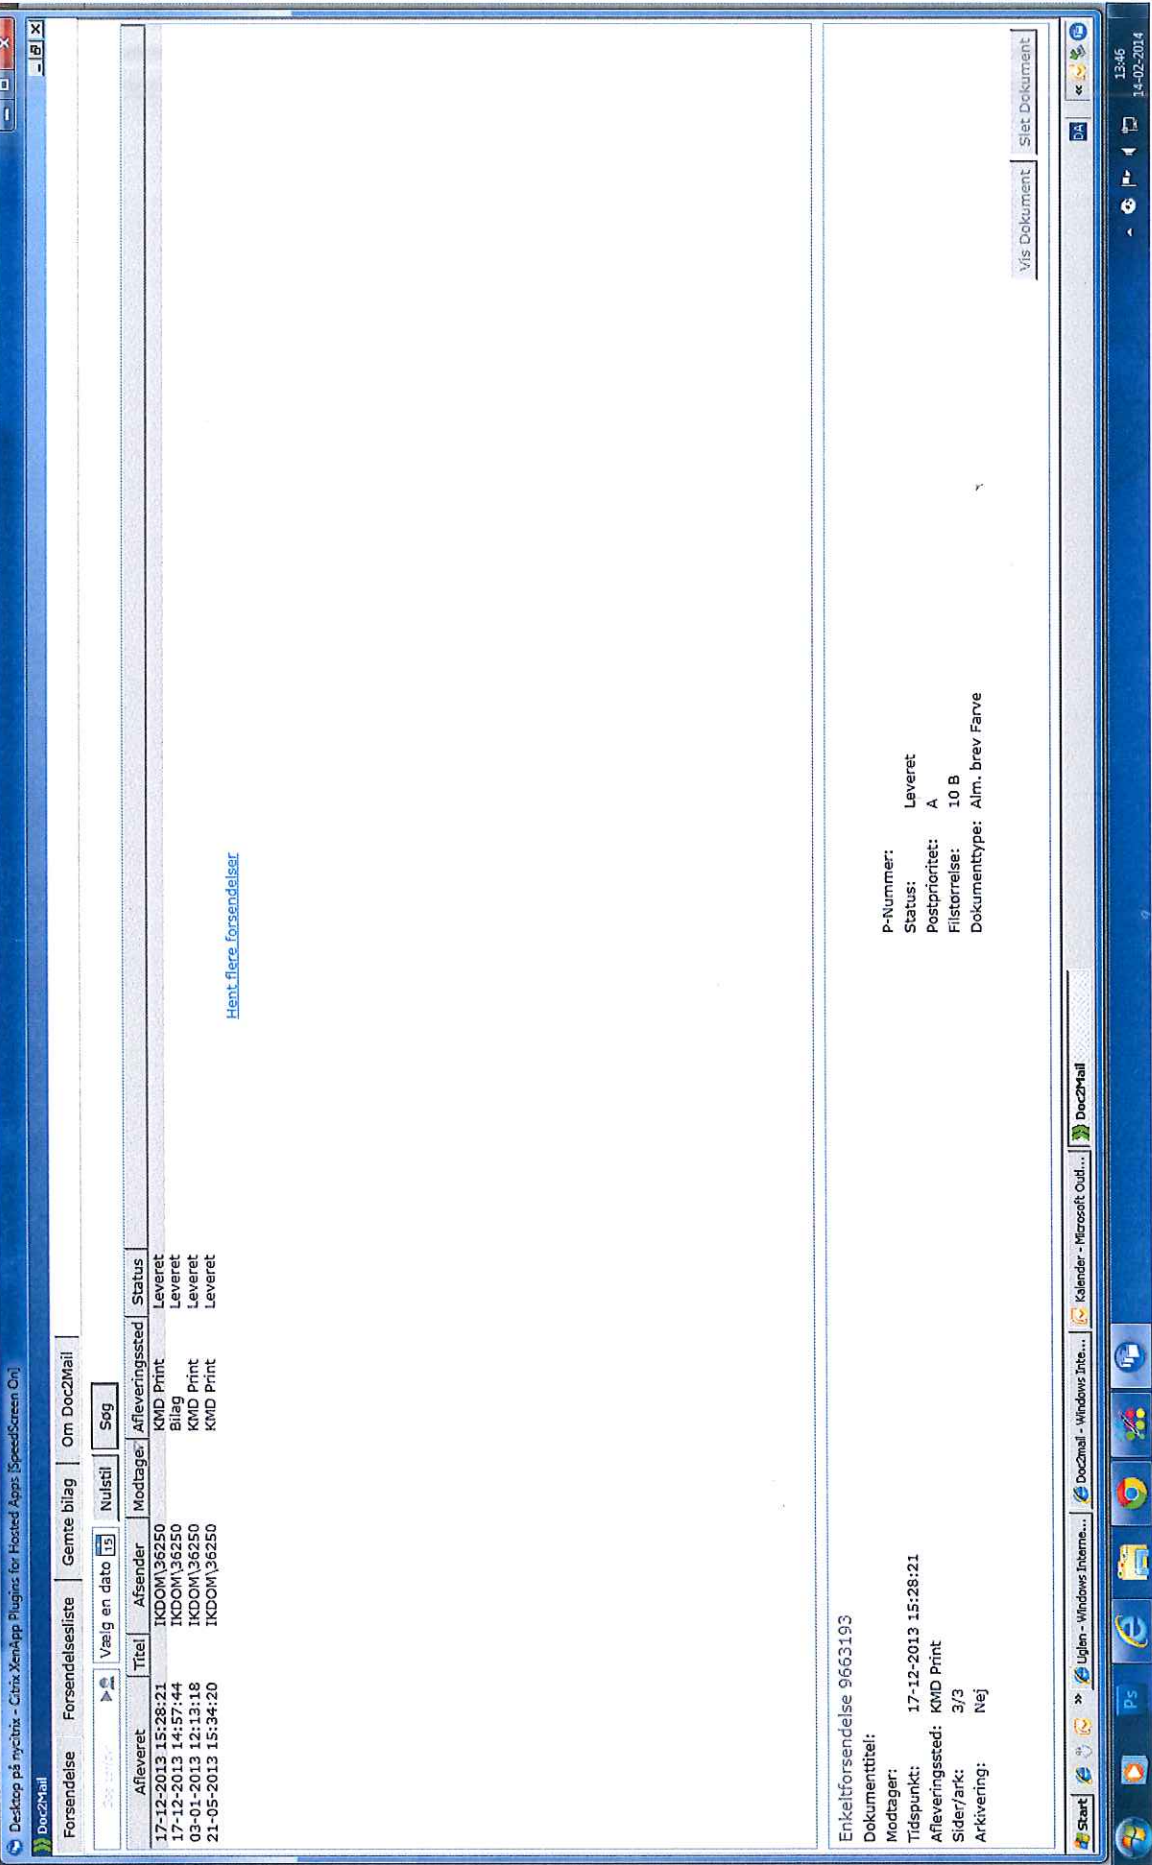 Desktop på nycitrix - Citrix XenApp Plugins for Hosted Apps [SpeedScreen On]
Doc2Mail
Forsendelse Forsendelsesliste Gemte bilag Om Doc2Mail
Vælg en dato 15 Nulstil Søg
Afleveret Titel Afsender Modtager Afleveringssted Status
17-12-2013 15:28:21 IKDOM\36250 KMD Print Leveret
17-12-2013 14:57:44 IKDOM\36250 Bilag Leveret
03-01-2013 12:13:18 IKDOM\36250 KMD Print Leveret
21-05-2013 15:34:20 IKDOM\36250 KMD Print Leveret
Hent flere forsendelser
Enkeltforsendelse 9663193
Dokumenttitel:
Modtager: P-Nummer:
Tidspunkt: 17-12-2013 15:28:21 Status: Leveret
Afleveringssted: KMD Print Postprioritet: A
Sider/ark: 3/3 Filstørrelse: 10 B
Arkivering: Nej Dokumenttype: Alm. brev Farve
Vis Dokument Slet Dokument
Start » Uglen - Windows Interne... Doc2mail - Windows Inte... Kalender - Microsoft Outl... Doc2Mail DA «
Ps 13:46
14-02-2014